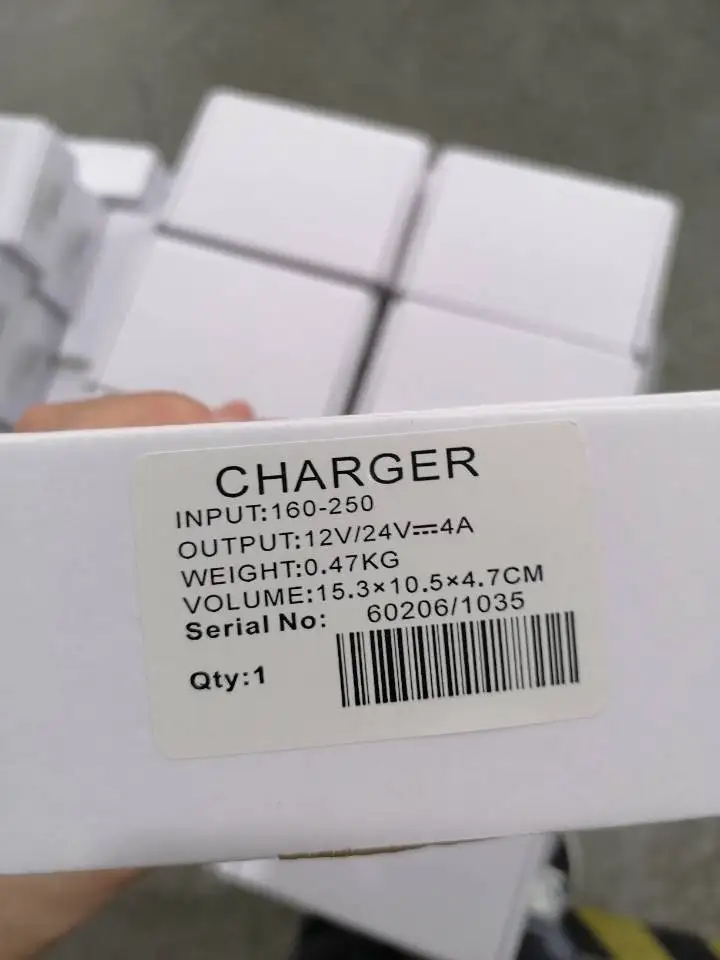 CHARGER
INPUT:160-250
OUTPUT:12V/24V⎓4A
WEIGHT:0.47KG
VOLUME:15.3×10.5×4.7CM
Serial No: 60206/1035
Qty:1